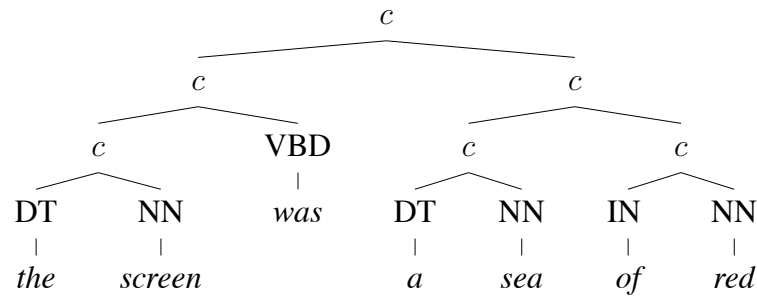 c
c c
c VBD c c
DT NN was DT NN IN NN
the screen a sea of red